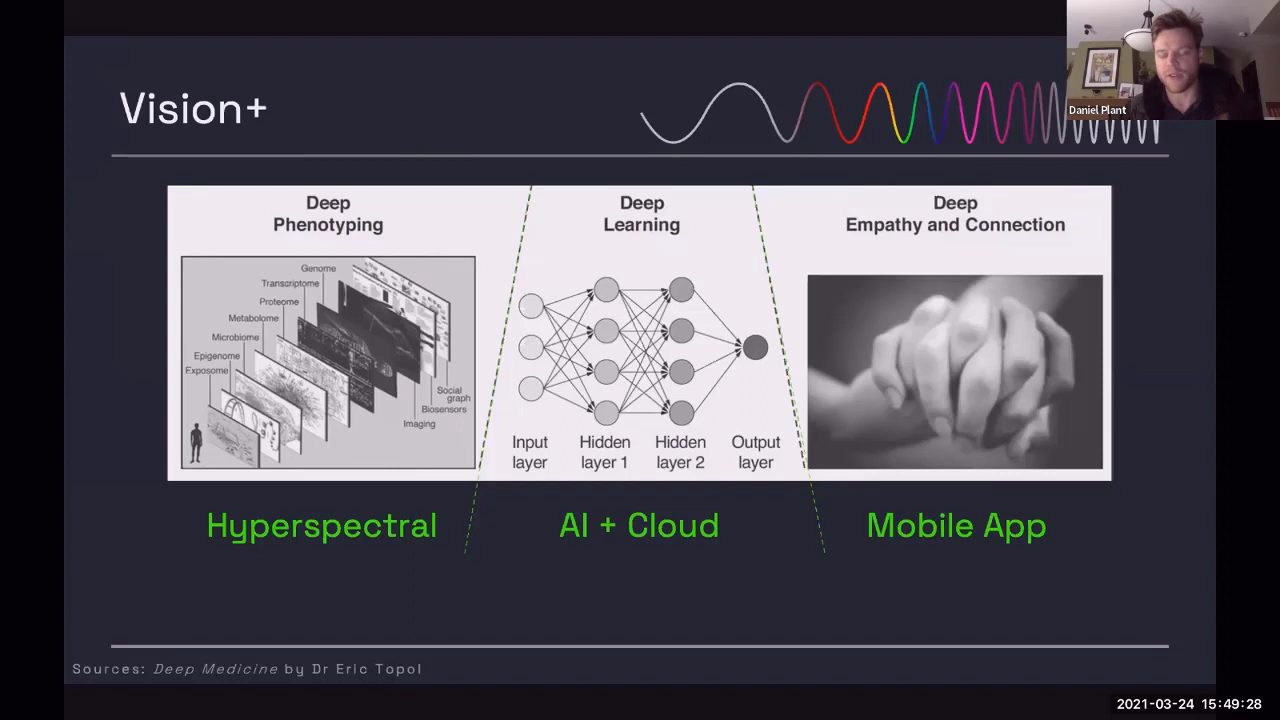 Vision+
Daniel Plant
Deep
Phenotyping
Deep
Learning
Deep
Empathy and Connection
Genome
Transcriptome
Proteome
Metabolome
Microbiome
Epigenome
Exposome
Social
graph
Biosensors
Imaging
Input
layer
Hidden
layer 1
Hidden
layer 2
Output
layer
Hyperspectral
AI + Cloud
Mobile App
Sources: Deep Medicine by Dr Eric Topol
2021-03-24 15:49:28